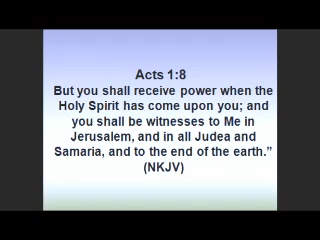 Acts 1:8
But you shall receive power when the
Holy Spirit has come upon you; and
you shall be witnesses to Me in
Jerusalem, and in all Judea and
Samaria, and to the end of the earth.”
(NKJV)